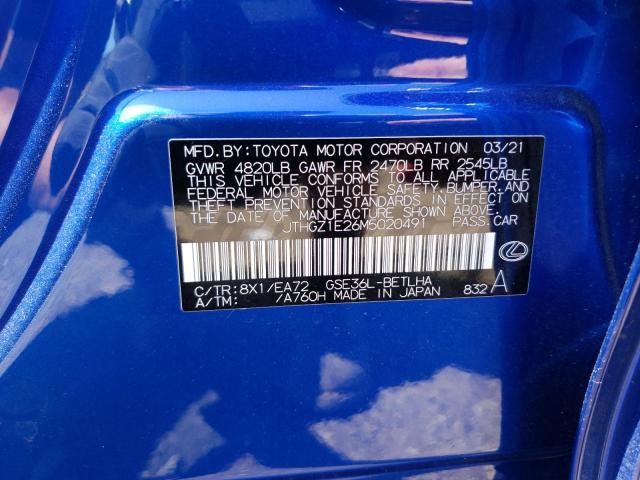 MFD.BY:TOYOTA MOTOR CORPORATION 03/21
GVWR 4820LB GAWR FR 2470LB RR 2545LB
THIS VEHICLE CONFORMS TO ALL APPLICABLE
FEDERAL MOTOR VEHICLE SAFETY,BUMPER,AND
THEFT PREVENTION STANDARDS IN EFFECT ON
THE DATE OF MANUFACTURE SHOWN ABOVE.
JTHGZ1E26M5020491 PASS.CAR
C/TR:8X1/EA72 GSE36L-BETLHA
A/TM: /A760H MADE IN JAPAN 832 A